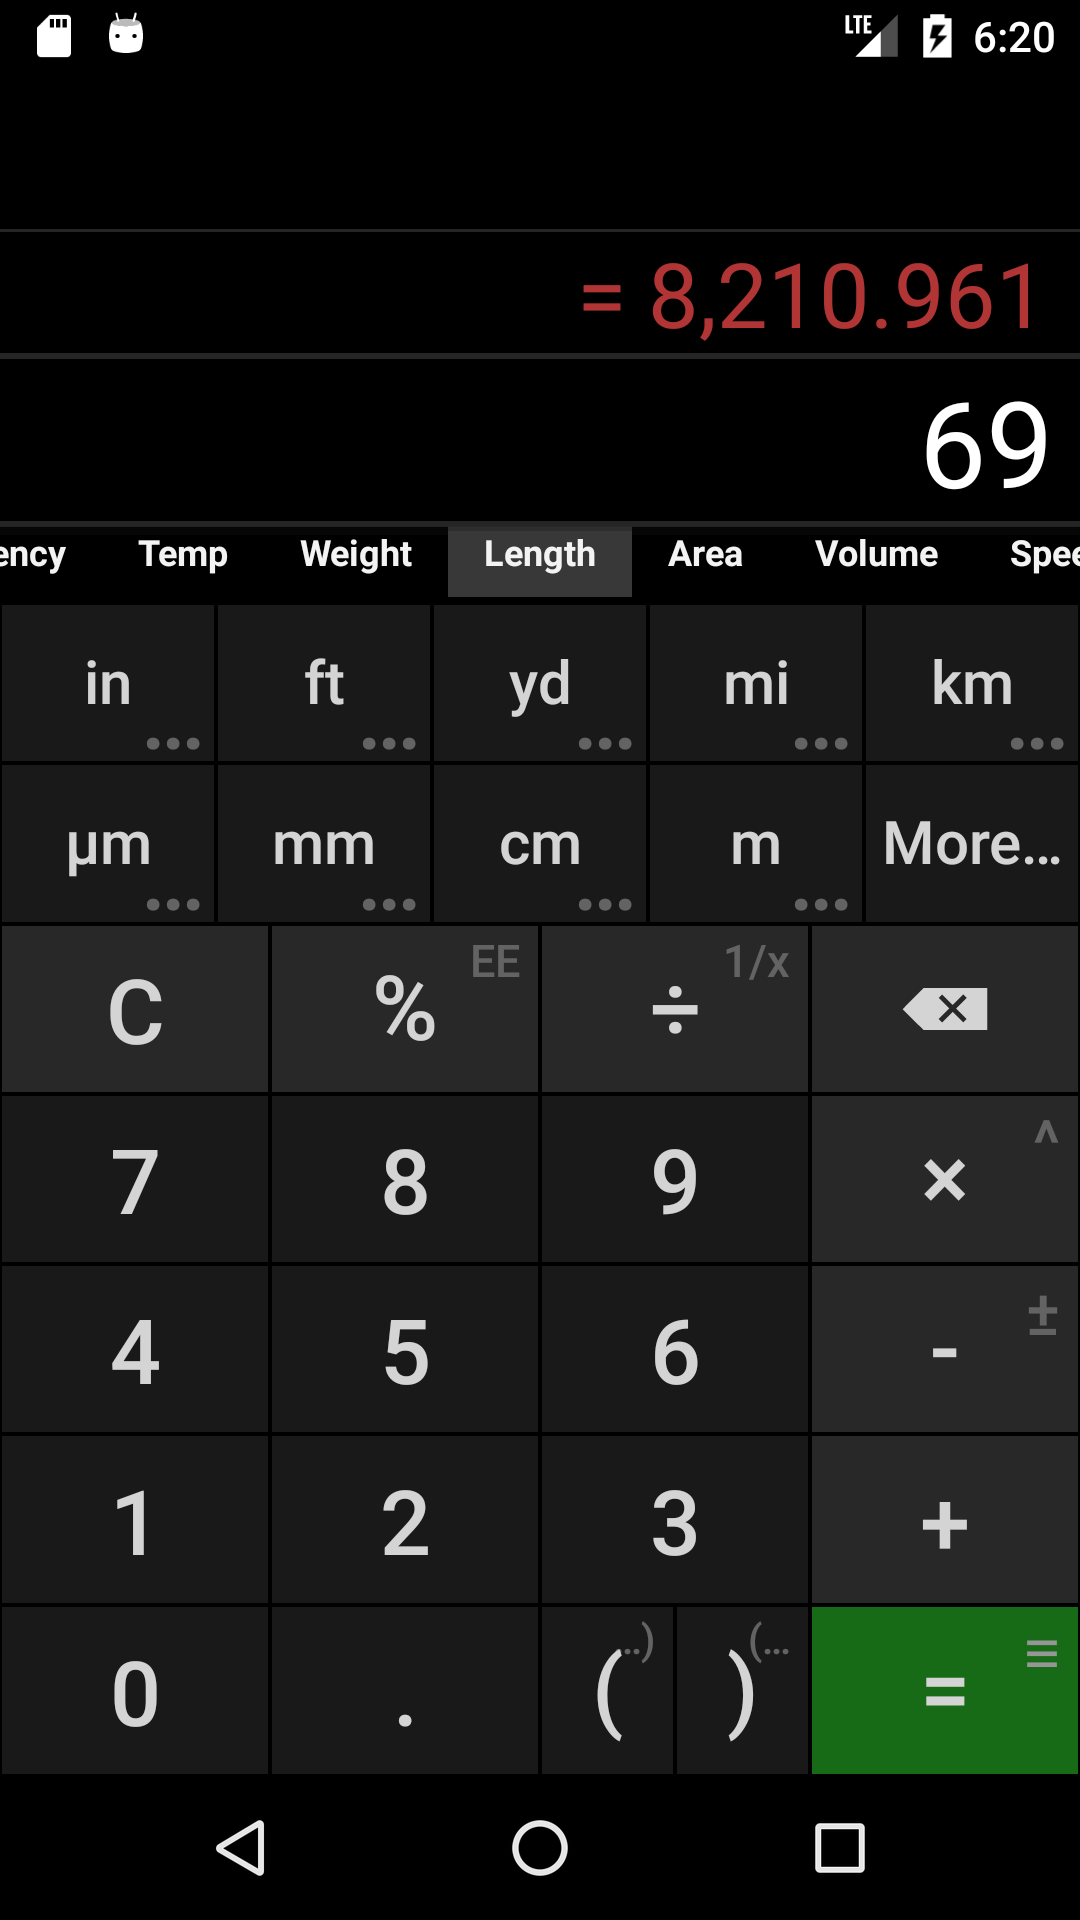 LTE 6:20
= 8,210.961
69
ency Temp Weight Length Area Volume Spee
in ft yd mi km
µm mm cm m More...
C % EE ÷ 1/x
7 8 9 × ^
4 5 6 - ±
1 2 3 +
0 . ( ..) ) (... =